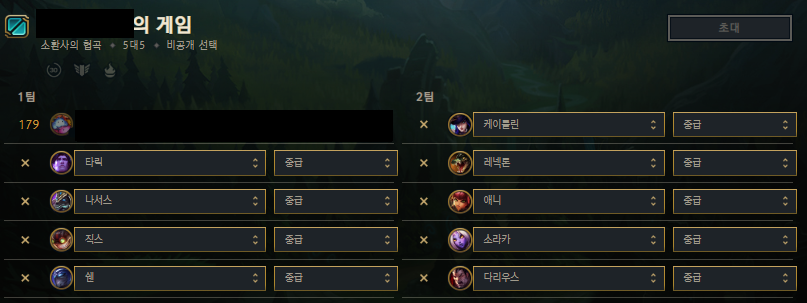 의 게임
소환사의 협곡 • 5대5 • 비공개 선택
초대
30
1팀
179
타릭 중급
나서스 중급
직스 중급
쉔 중급
2팀
케이틀린 중급
레넥톤 중급
애니 중급
소라카 중급
다리우스 중급